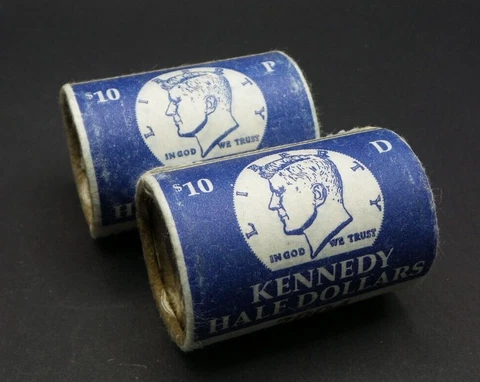 $10 P
LIBERTY
IN GOD WE TRUST
H
$10 D
LIBERTY
IN GOD WE TRUST
KENNEDY
HALF DOLLARS